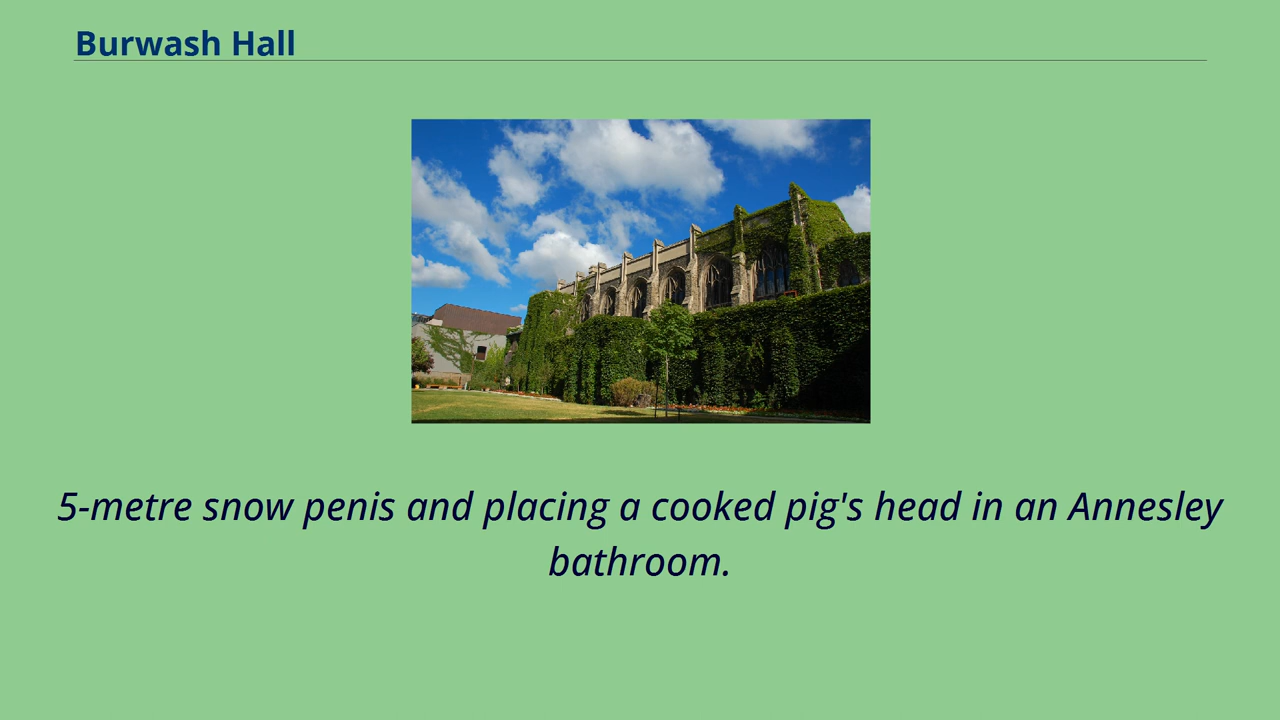 Burwash Hall
5-metre snow penis and placing a cooked pig's head in an Annesley
bathroom.